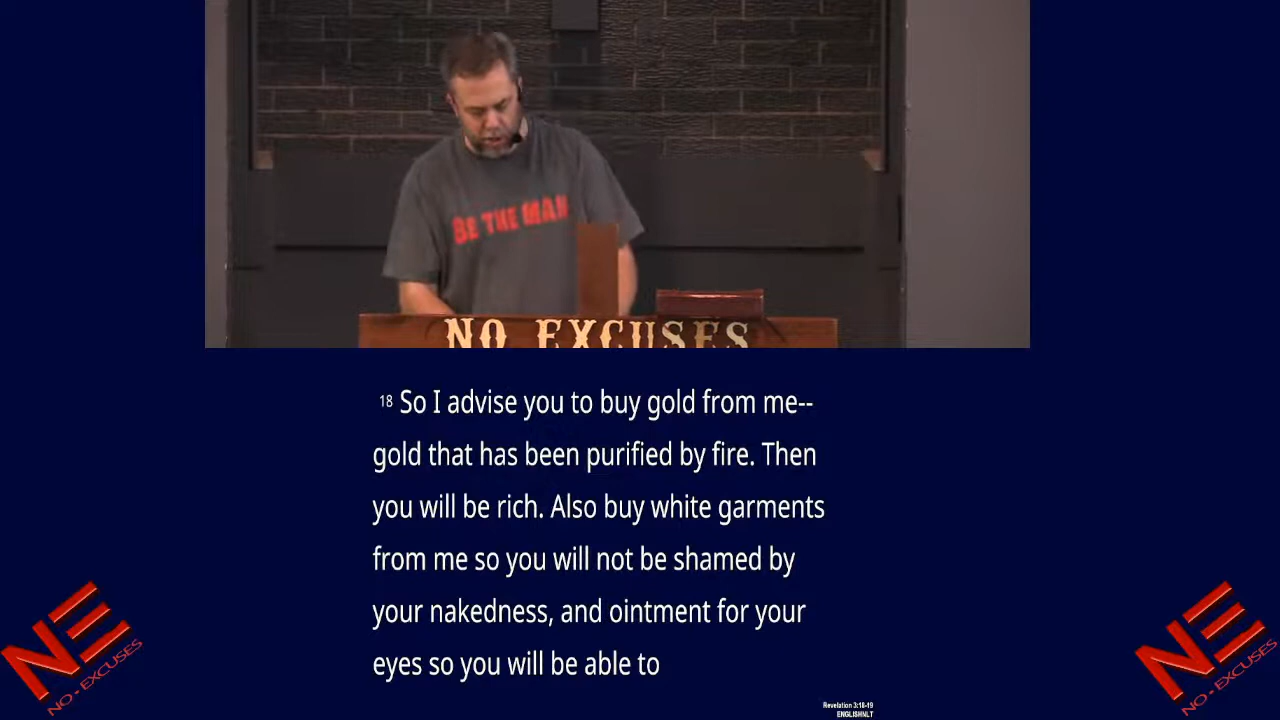 BE THE MAN
NO EXCUSES
18 So I advise you to buy gold from me--
gold that has been purified by fire. Then
you will be rich. Also buy white garments
from me so you will not be shamed by
your nakedness, and ointment for your
eyes so you will be able to
NE
NO-EXCUSES
NE
NO-EXCUSES
Revelation 3:18-19
ENGLISHNLT